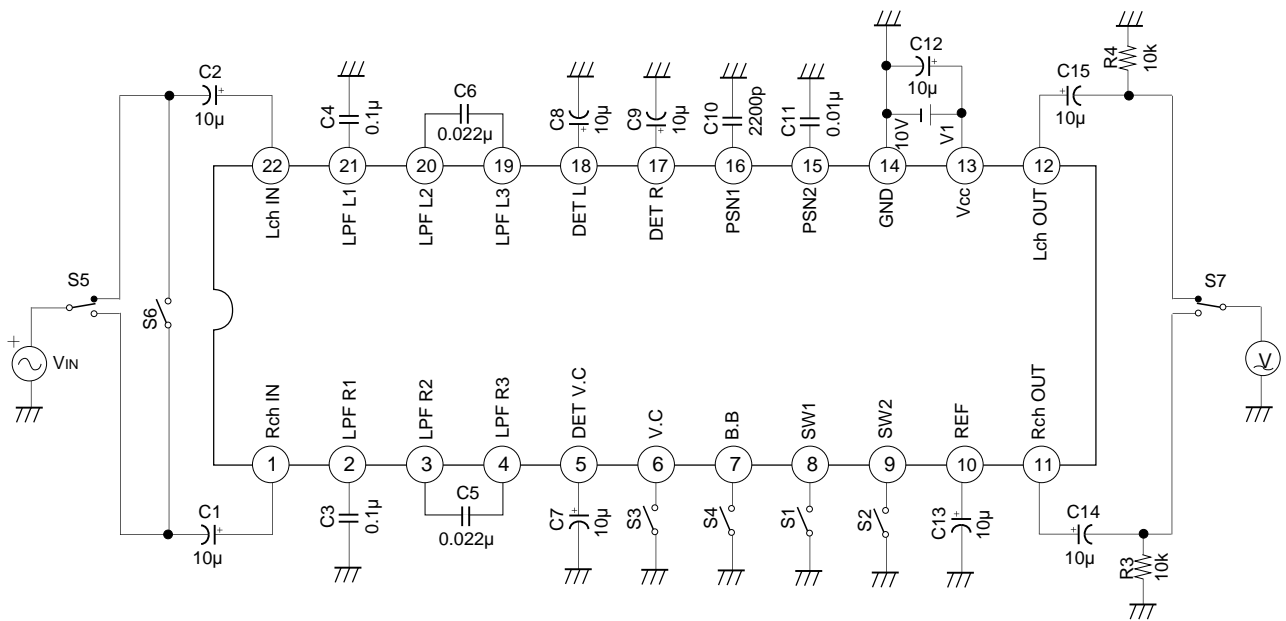 C2
10µ
C4
0.1µ
C6
0.022µ
C8
10µ
C9
10µ
C10
2200p
C11
0.01µ
C12
10µ
10V
V1
C15
10µ
R4
10k
22
21
20
19
18
17
16
15
14
13
12
Lch IN
LPF L1
LPF L2
LPF L3
DET L
DET R
PSN1
PSN2
GND
Vcc
Lch OUT
S5
S6
S7
+
VIN
V
Rch IN
LPF R1
LPF R2
LPF R3
DET V.C
V.C
B.B
SW1
SW2
REF
Rch OUT
1
2
3
4
5
6
7
8
9
10
11
C1
10µ
C3
0.1µ
C5
0.022µ
C7
10µ
S3
S4
S1
S2
C13
10µ
C14
10µ
R3
10k